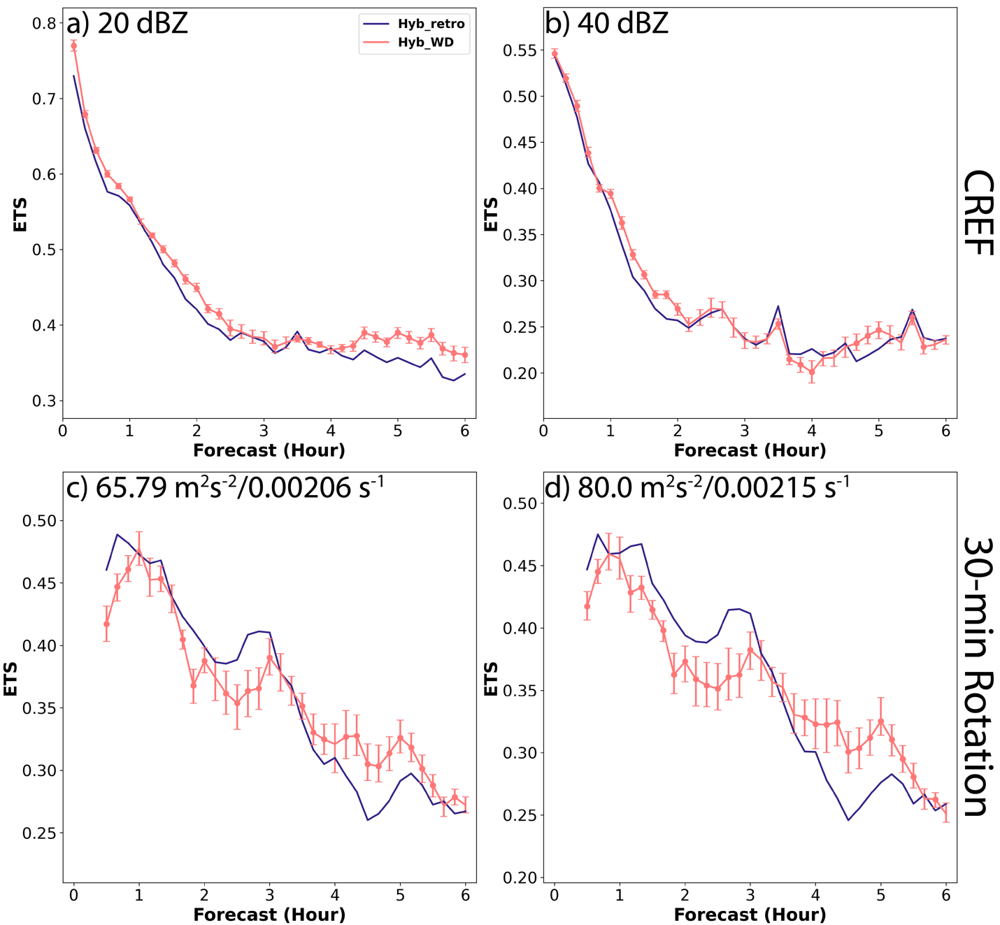 a) 20 dBZ
Hyb_retro
Hyb_WD
0.8
0.7
0.6
0.5
0.4
0.3
ETS
0 1 2 3 4 5 6
Forecast (Hour)
b) 40 dBZ
0.55
0.50
0.45
0.40
0.35
0.30
0.25
0.20
ETS
0 1 2 3 4 5 6
Forecast (Hour)
CREF
c) 65.79 m²s⁻²/0.00206 s⁻¹
0.50
0.45
0.40
0.35
0.30
0.25
ETS
0 1 2 3 4 5 6
Forecast (Hour)
d) 80.0 m²s⁻²/0.00215 s⁻¹
0.50
0.45
0.40
0.35
0.30
0.25
0.20
ETS
0 1 2 3 4 5 6
Forecast (Hour)
30-min Rotation